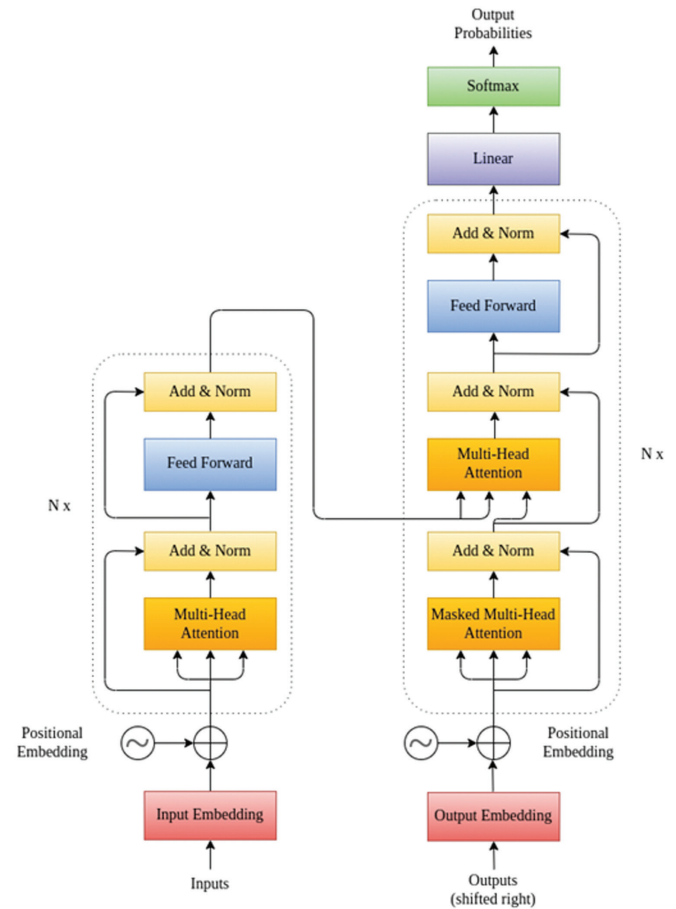 Output
Probabilities
Softmax
Linear
Add & Norm
Feed Forward
Add & Norm
Multi-Head
Attention
N x
Add & Norm
Masked Multi-Head
Attention
Positional
Embedding
Output Embedding
Outputs
(shifted right)
Add & Norm
Feed Forward
N x
Add & Norm
Multi-Head
Attention
Positional
Embedding
Input Embedding
Inputs